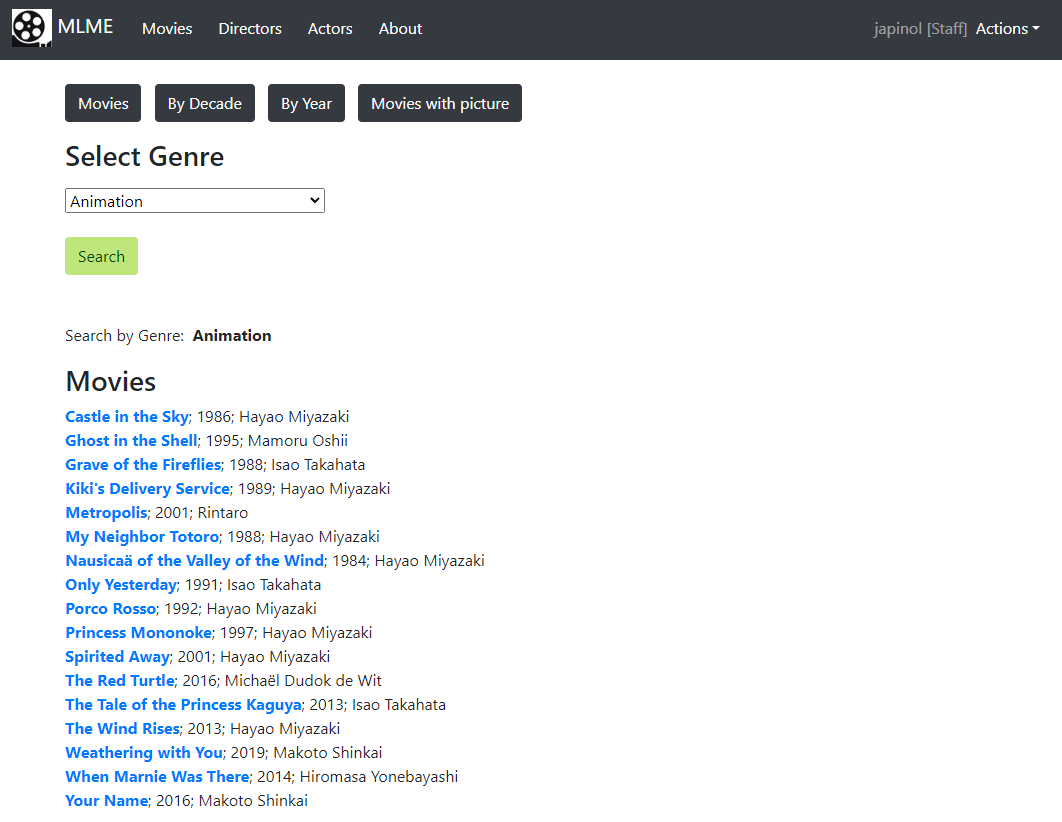 MLME Movies Directors Actors About japinol [Staff] Actions
Movies By Decade By Year Movies with picture
Select Genre
Animation
Search
Search by Genre: Animation
Movies
Castle in the Sky; 1986; Hayao Miyazaki
Ghost in the Shell; 1995; Mamoru Oshii
Grave of the Fireflies; 1988; Isao Takahata
Kiki's Delivery Service; 1989; Hayao Miyazaki
Metropolis; 2001; Rintaro
My Neighbor Totoro; 1988; Hayao Miyazaki
Nausicaä of the Valley of the Wind; 1984; Hayao Miyazaki
Only Yesterday; 1991; Isao Takahata
Porco Rosso; 1992; Hayao Miyazaki
Princess Mononoke; 1997; Hayao Miyazaki
Spirited Away; 2001; Hayao Miyazaki
The Red Turtle; 2016; Michaël Dudok de Wit
The Tale of the Princess Kaguya; 2013; Isao Takahata
The Wind Rises; 2013; Hayao Miyazaki
Weathering with You; 2019; Makoto Shinkai
When Marnie Was There; 2014; Hiromasa Yonebayashi
Your Name; 2016; Makoto Shinkai